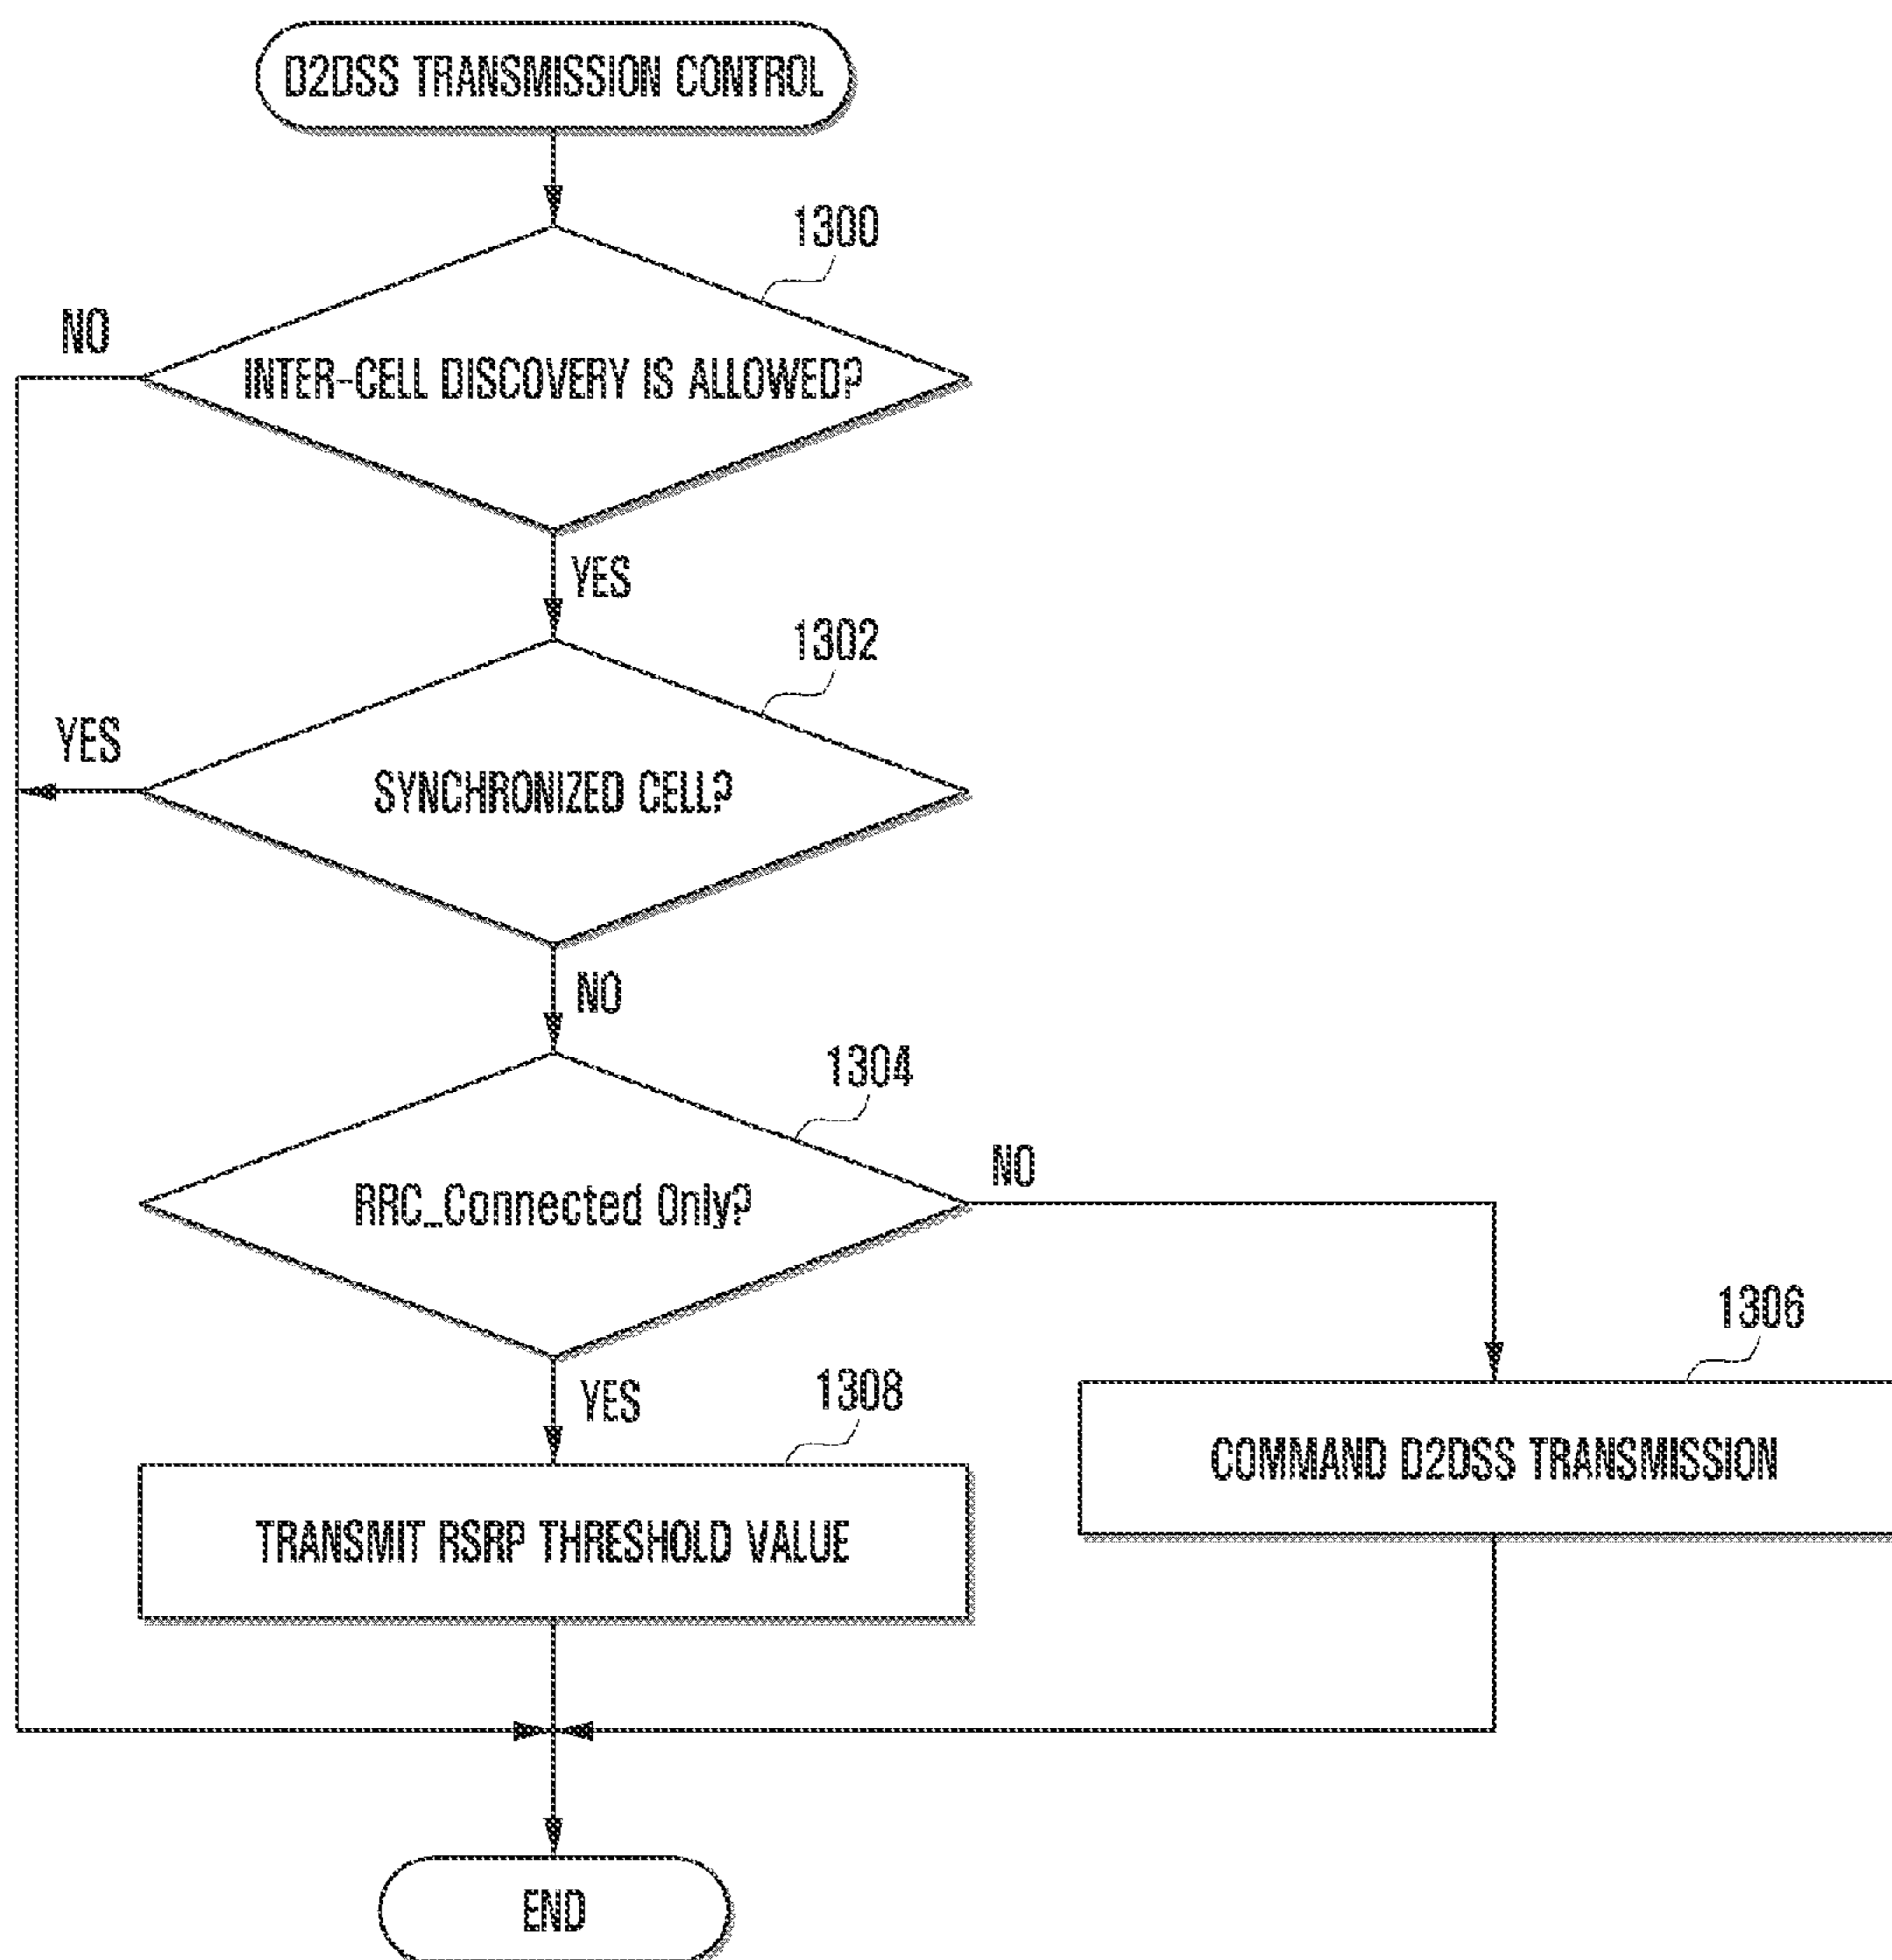 D2DSS TRANSMISSION CONTROL
1300
NO
INTER-CELL DISCOVERY IS ALLOWED?
YES
1302
YES
SYNCHRONIZED CELL?
NO
1304
NO
RRC_Connected Only?
1306
YES
1308
COMMAND D2DSS TRANSMISSION
TRANSMIT RSRP THRESHOLD VALUE
END